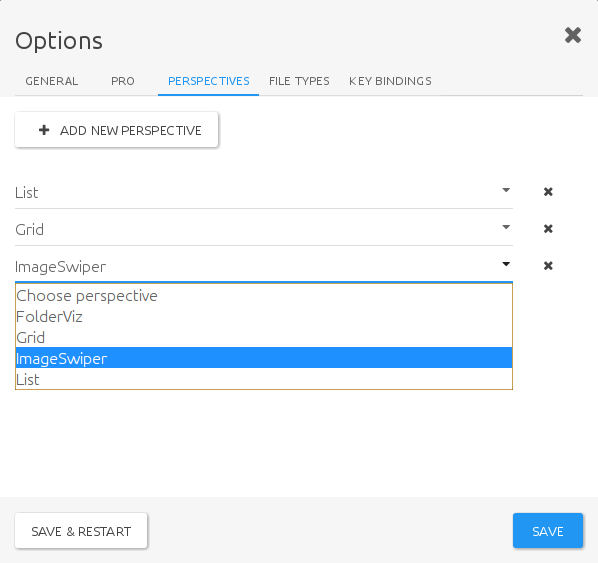 Options
GENERAL PRO PERSPECTIVES FILE TYPES KEY BINDINGS
ADD NEW PERSPECTIVE
List
Grid
ImageSwiper
Choose perspective
FolderViz
Grid
ImageSwiper
List
SAVE & RESTART SAVE